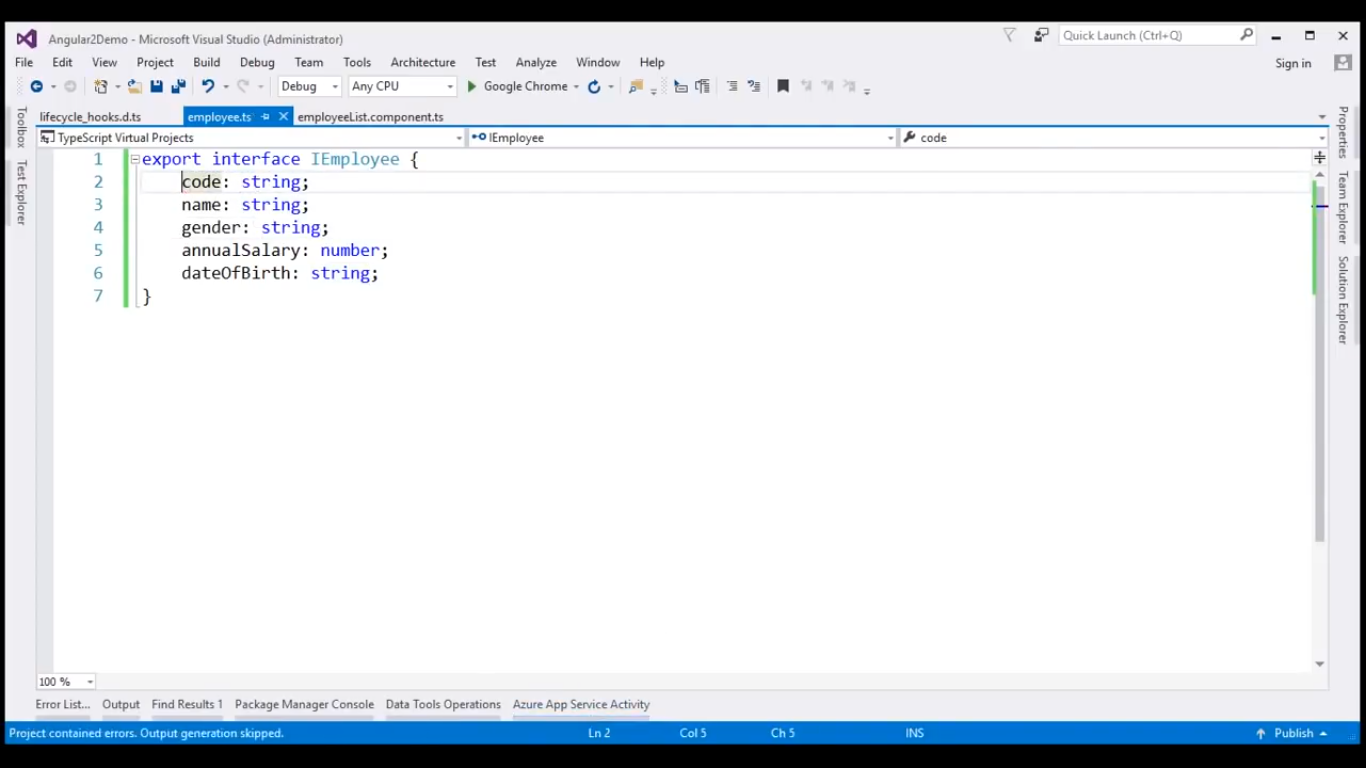 Angular2Demo - Microsoft Visual Studio (Administrator) Quick Launch (Ctrl+Q)
File Edit View Project Build Debug Team Tools Architecture Test Analyze Window Help Sign in
Debug Any CPU Google Chrome
lifecycle_hooks.d.ts employee.ts employeeList.component.ts
TypeScript Virtual Projects IEmployee code
1 export interface IEmployee {
2 code: string;
3 name: string;
4 gender: string;
5 annualSalary: number;
6 dateOfBirth: string;
7 }
Toolbox
Test Explorer
Properties
Team Explorer
Solution Explorer
100 %
Error List... Output Find Results 1 Package Manager Console Data Tools Operations Azure App Service Activity
Project contained errors. Output generation skipped. Ln 2 Col 5 Ch 5 INS Publish